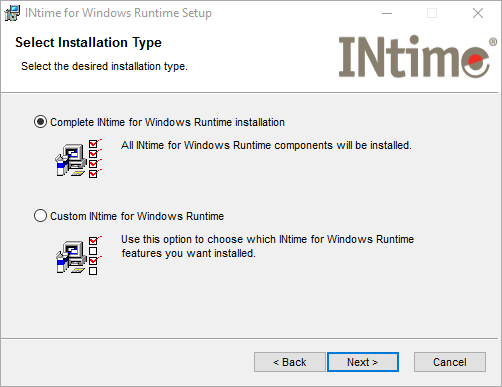 INtime for Windows Runtime Setup
Select Installation Type
Select the desired installation type.
INtime®
Complete INtime for Windows Runtime installation
All INtime for Windows Runtime components will be installed.
Custom INtime for Windows Runtime
Use this option to choose which INtime for Windows Runtime
features you want installed.
< Back
Next >
Cancel